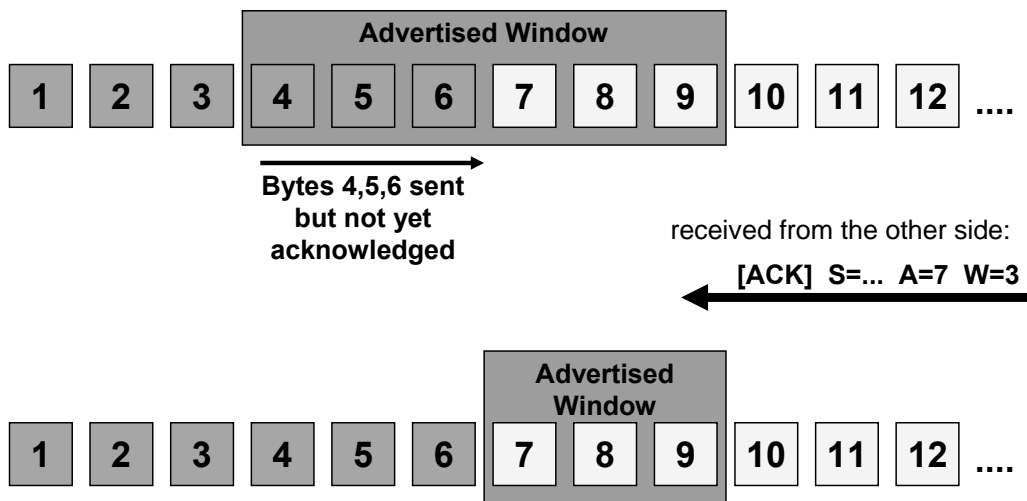 Advertised Window
1 2 3 4 5 6 7 8 9 10 11 12 ....
Bytes 4,5,6 sent
but not yet
acknowledged
received from the other side:
[ACK] S=... A=7 W=3
Advertised
Window
1 2 3 4 5 6 7 8 9 10 11 12 ....